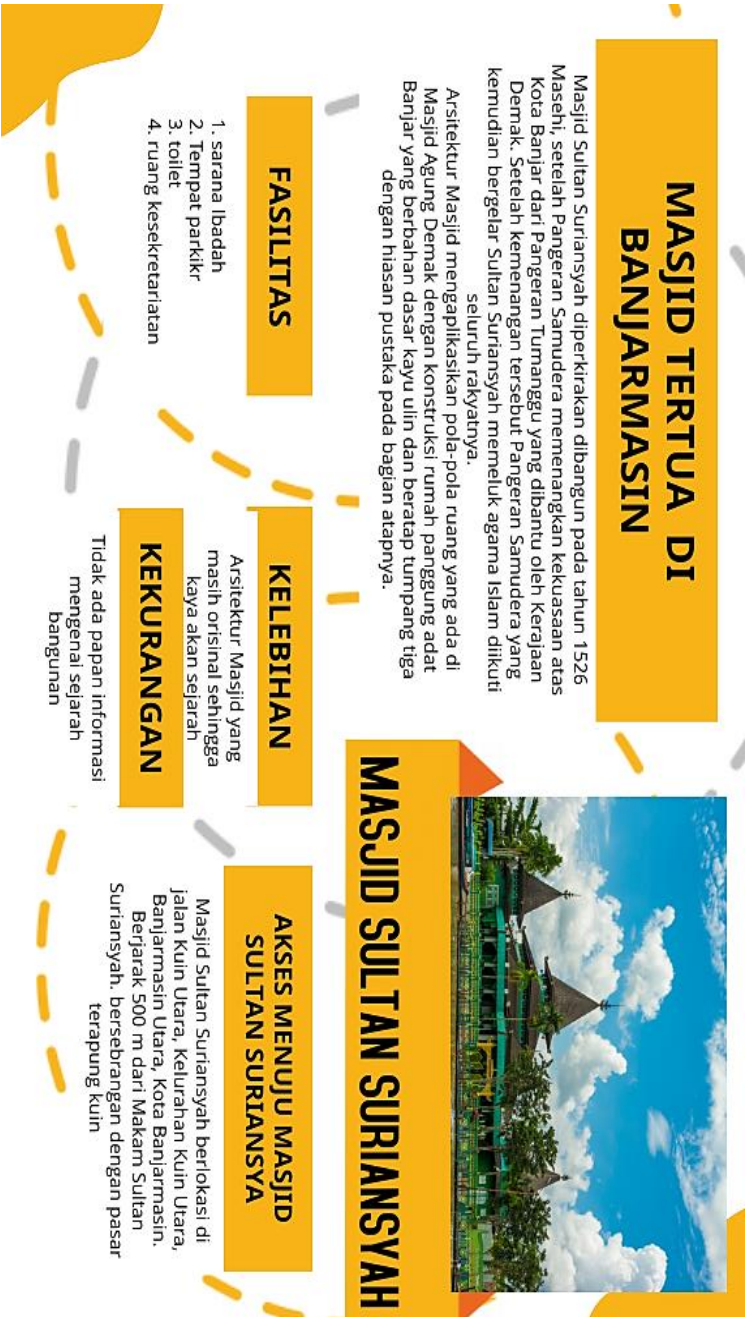 MASJID TERTUA DI
BANJARMASIN
Masjid Sultan Suriansyah diperkirakan dibangun pada tahun 1526
Masehi, setelah Pangeran Samudera memenangkan kekuasaan atas
Kota Banjar dari Pangeran Tumanggu yang dibantu oleh Kerajaan
Demak. Setelah kemenangan tersebut Pangeran Samudera yang
kemudian bergelar Sultan Suriansyah memeluk agama Islam diikuti
seluruh rakyatnya.
Arsitektur Masjid mengaplikasikan pola-pola ruang yang ada di
Masjid Agung Demak dengan konstruksi rumah panggung adat
Banjar yang berbahan dasar kayu ulin dan beratap tumpang tiga
dengan hiasan pustaka pada bagian atapnya.
MASJID SULTAN SURIANSYAH
FASILITAS
1. sarana Ibadah
2. Tempat parkikr
3. toilet
4. ruang kesekretariatan
KELEBIHAN
Arsitektur Masjid yang
masih orisinal sehingga
kaya akan sejarah
KEKURANGAN
Tidak ada papan informasi
mengenai sejarah
bangunan
AKSES MENUJU MASJID
SULTAN SURIANSYA
Masjid Sultan Suriansyah berlokasi di
jalan Kuin Utara, Kelurahan Kuin Utara,
Banjarmasin Utara, Kota Banjarmasin.
Berjarak 500 m dari Makam Sultan
Suriansyah. bersebrangan dengan pasar
terapung kuin